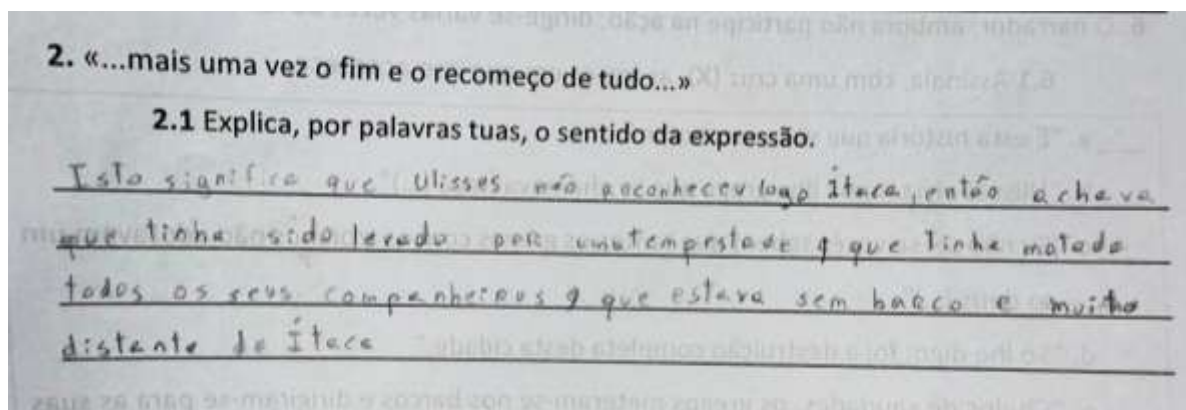 2. «...mais uma vez o fim e o recomeço de tudo...»
2.1 Explica, por palavras tuas, o sentido da expressão.
Isto significa que Ulisses não reconheceu logo Ítaca, então achava
que tinha sido levado por uma tempestade q que tinha matado
todos os seus companheiros q que estava sem barco e muito
distante de Ítaca